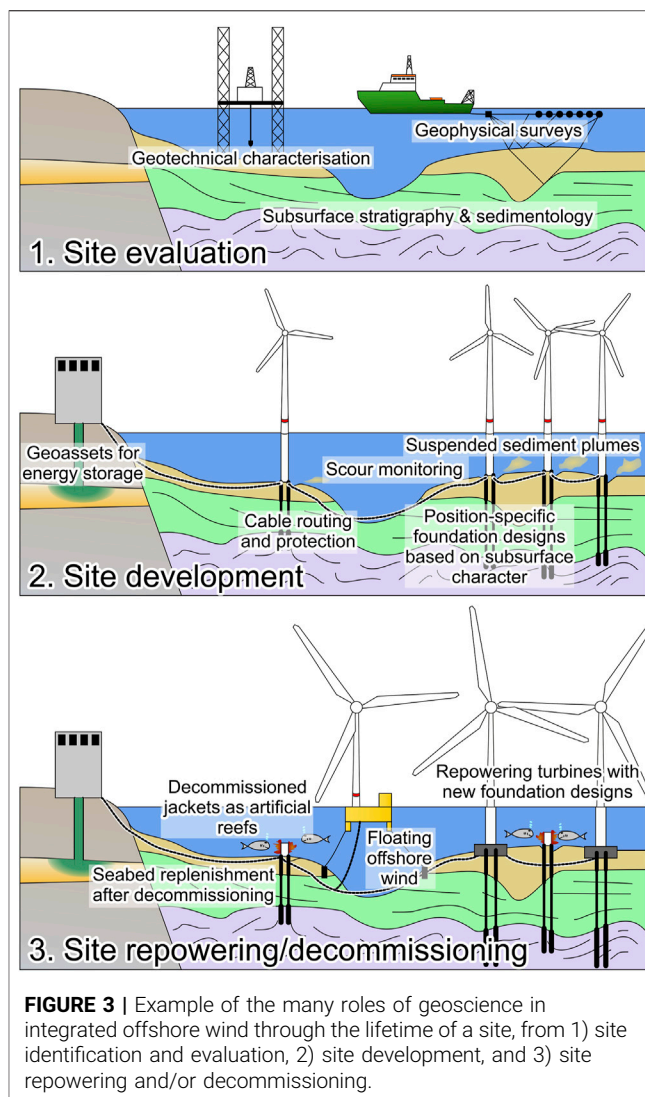 Geophysical surveys
Geotechnical characterisation
Subsurface stratigraphy & sedimentology
1. Site evaluation
Suspended sediment plumes
Geoassets for
energy storage
Scour monitoring
Cable routing
and protection
Position-specific
foundation designs
based on subsurface
character
2. Site development
Repowering turbines with
new foundation designs
Decommissioned
jackets as artificial
reefs
Floating
offshore
wind
Seabed replenishment
after decommissioning
3. Site repowering/decommissioning
FIGURE 3 | Example of the many roles of geoscience in
integrated offshore wind through the lifetime of a site, from 1) site
identification and evaluation, 2) site development, and 3) site
repowering and/or decommissioning.